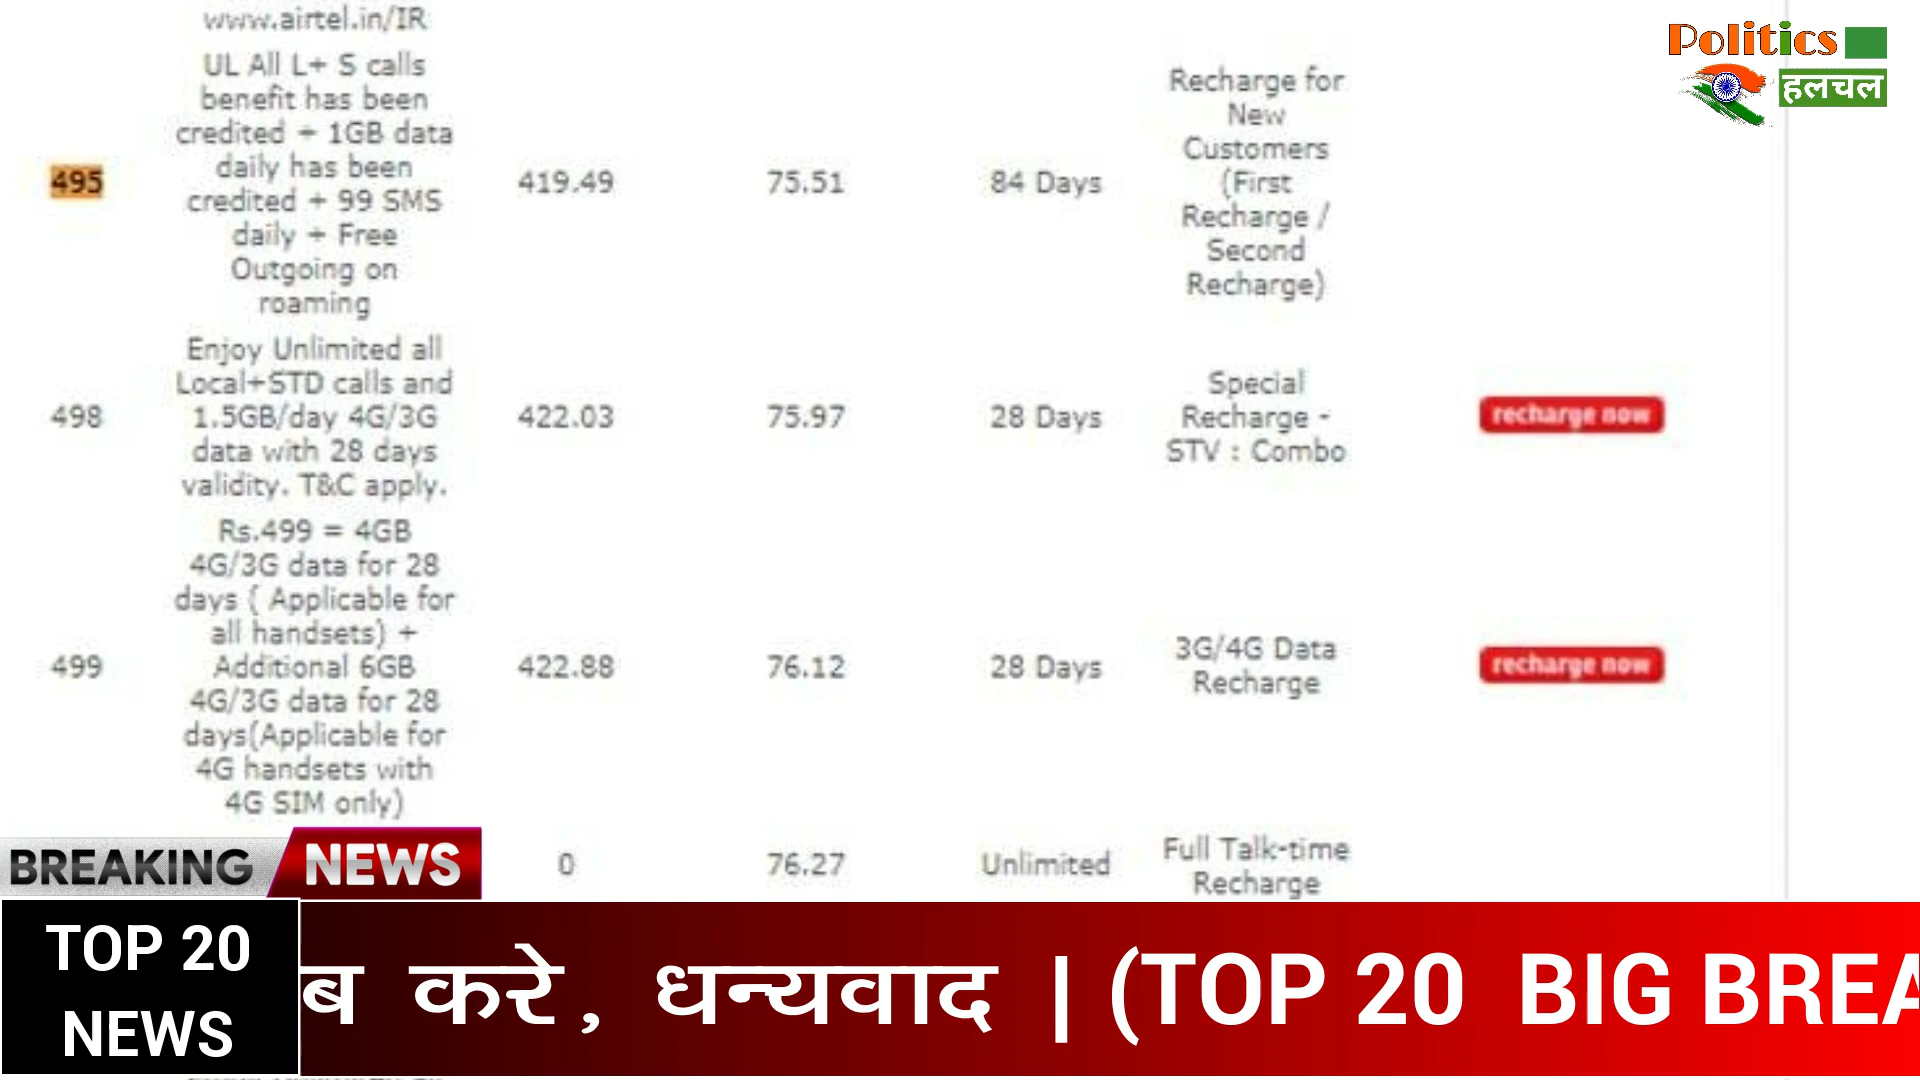 www.airtel.in/IR
495
UL All L+ S calls
benefit has been
credited + 1GB data
daily has been
credited + 99 SMS
daily + Free
Outgoing on
roaming
419.49
75.51
84 Days
Recharge for
New
Customers
(First
Recharge /
Second
Recharge)
498
Enjoy Unlimited all
Local+STD calls and
1.5GB/day 4G/3G
data with 28 days
validity. T&C apply.
422.03
75.97
28 Days
Special
Recharge -
STV : Combo
recharge now
499
Rs.499 = 4GB
4G/3G data for 28
days ( Applicable for
all handsets) +
Additional 6GB
4G/3G data for 28
days(Applicable for
4G handsets with
4G SIM only)
422.88
76.12
28 Days
3G/4G Data
Recharge
recharge now
0
76.27
Unlimited
Full Talk-time
Recharge
Politics
हलचल
BREAKING NEWS
TOP 20
NEWS
ब करे, धन्यवाद | (TOP 20 BIG BREA